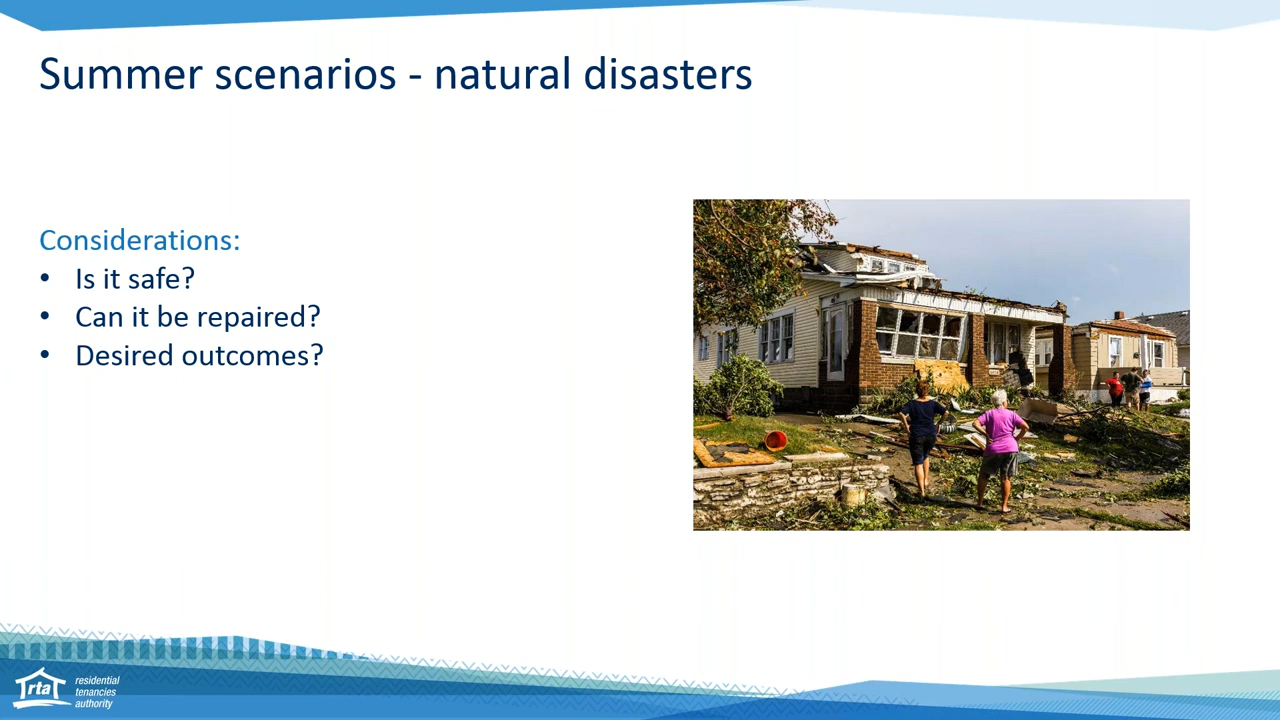 Summer scenarios - natural disasters
Considerations:
• Is it safe?
• Can it be repaired?
• Desired outcomes?
rta
residential
tenancies
authority